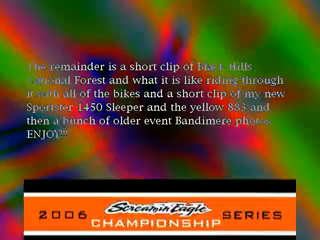 The remainder is a short clip of Black Hills
National Forest and what it is like riding through
it with all of the bikes and a short clip of my new
Sportster 1450 Sleeper and the yellow 883 and
then a bunch of older event Bandimere photos
ENJOY!!!
2006 Screamin Eagle SERIES
CHAMPIONSHIP